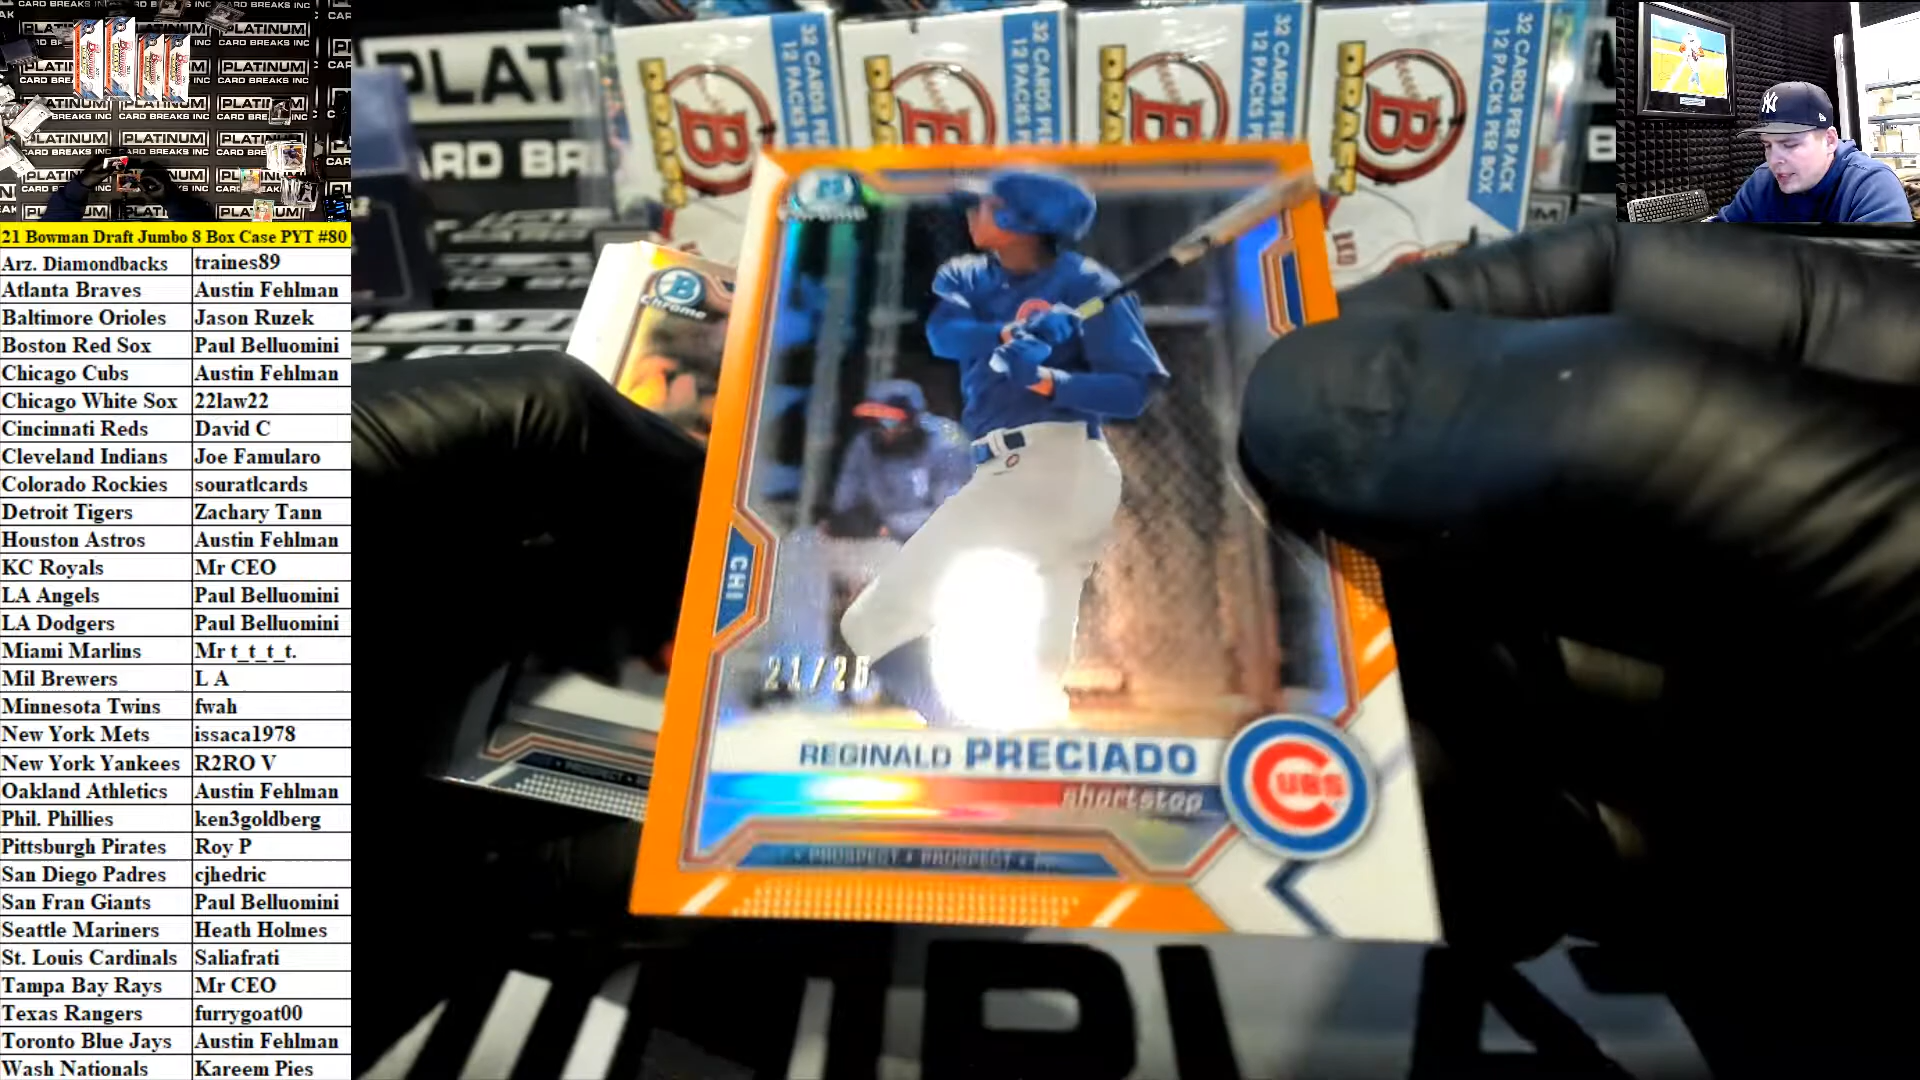 21 Bowman Draft Jumbo 8 Box Case PYT #80
Arz. Diamondbacks traines89
Atlanta Braves Austin Fehlman
Baltimore Orioles Jason Ruzek
Boston Red Sox Paul Belluomini
Chicago Cubs Austin Fehlman
Chicago White Sox 22law22
Cincinnati Reds David C
Cleveland Indians Joe Famularo
Colorado Rockies souratlcards
Detroit Tigers Zachary Tann
Houston Astros Austin Fehlman
KC Royals Mr CEO
LA Angels Paul Belluomini
LA Dodgers Paul Belluomini
Miami Marlins Mr t_t_t_t.
Mil Brewers L A
Minnesota Twins fwah
New York Mets issaca1978
New York Yankees R2RO V
Oakland Athletics Austin Fehlman
Phil. Phillies ken3goldberg
Pittsburgh Pirates Roy P
San Diego Padres cjhedric
San Fran Giants Paul Belluomini
Seattle Mariners Heath Holmes
St. Louis Cardinals Saliafrati
Tampa Bay Rays Mr CEO
Texas Rangers furrygoat00
Toronto Blue Jays Austin Fehlman
Wash Nationals Kareem Pies
PLATINUM
CARD BREAKS INC
DRAFT
B
32 CARDS PER PACK
12 PACKS PER BOX
Chrome
CHI
REGINALD PRECIADO
shortstop
CUBS
PROSPECT • PROSPECT